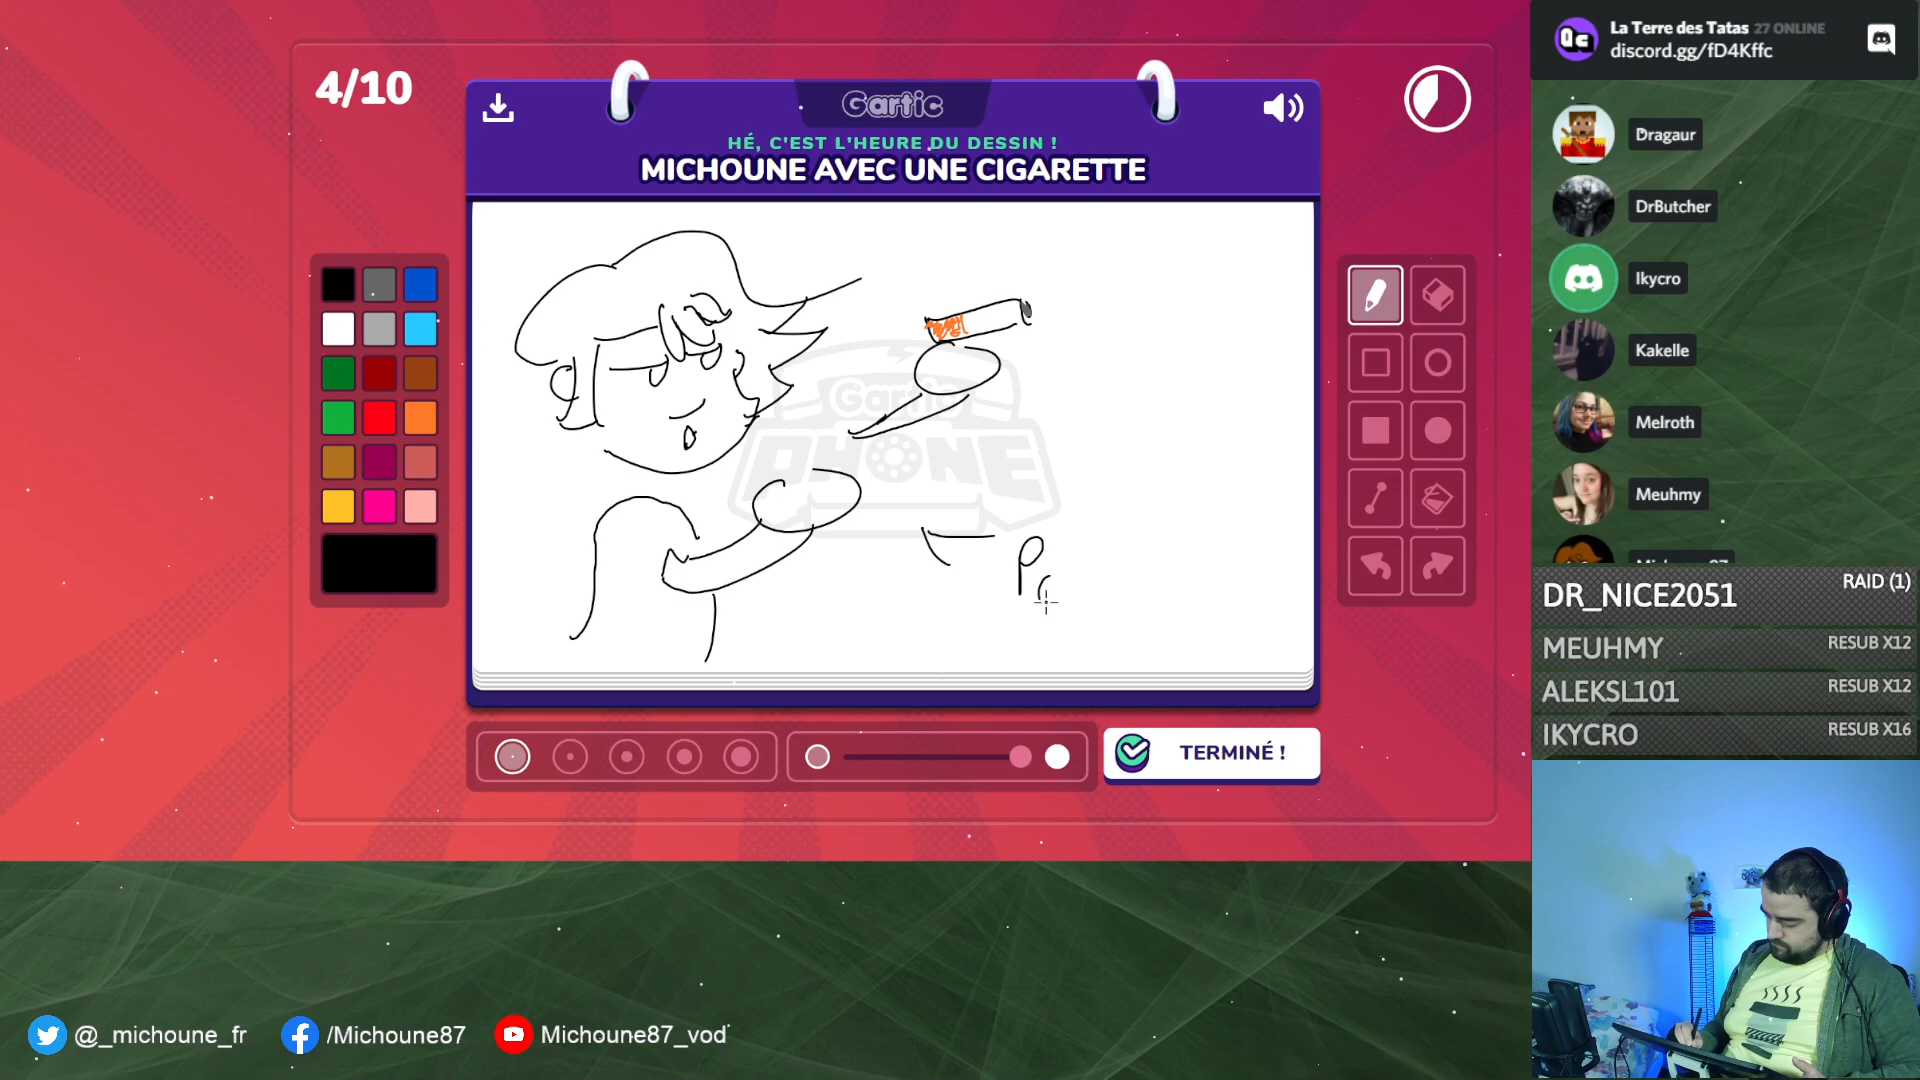 4/10
Gartic
HÉ, C'EST L'HEURE DU DESSIN !
MICHOUNE AVEC UNE CIGARETTE
Gartic
PHONE
P
TERMINÉ !
La Terre des Tatas 27 ONLINE
discord.gg/fD4Kffc
Dragaur
DrButcher
Ikycro
Kakelle
Melroth
Meuhmy
DR_NICE2051 RAID (1)
MEUHMY RESUB X12
ALEKSL101 RESUB X12
IKYCRO RESUB X16
@_michoune_fr
/Michoune87
Michoune87_vod